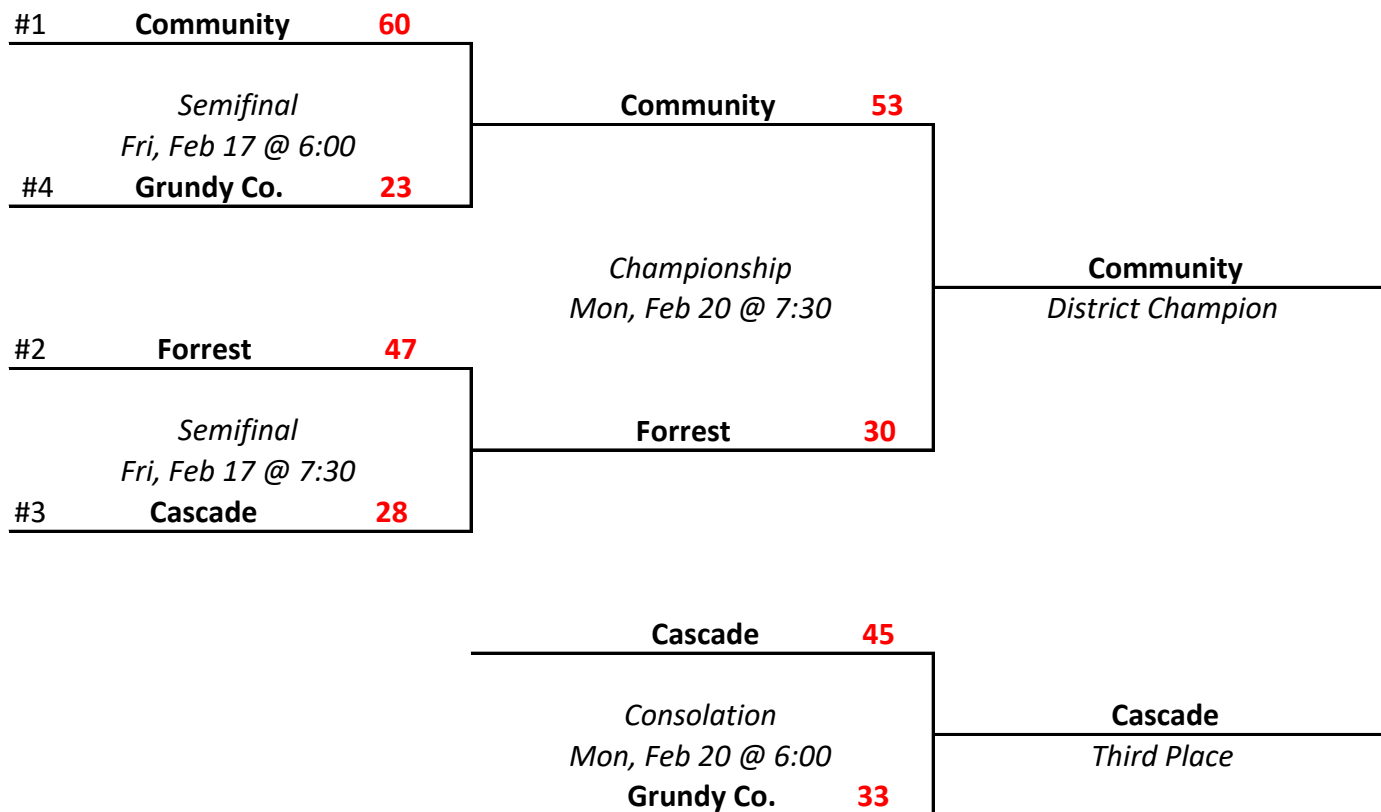 #1 Community 60
Semifinal
Fri, Feb 17 @ 6:00
#4 Grundy Co. 23
Community 53
Championship
Mon, Feb 20 @ 7:30
Community
District Champion
#2 Forrest 47
Semifinal
Fri, Feb 17 @ 7:30
#3 Cascade 28
Forrest 30
Cascade 45
Consolation
Mon, Feb 20 @ 6:00
Grundy Co. 33
Cascade
Third Place